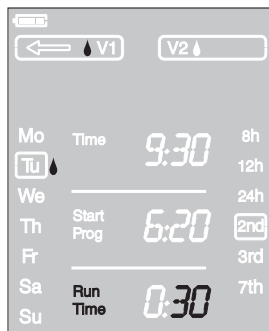 V1 V2
Mo Time 9:30 8h
Tu 12h
We 24h
Th Start Prog 6:20 2nd
Fr 3rd
Sa Run Time 0:30 7th
Su